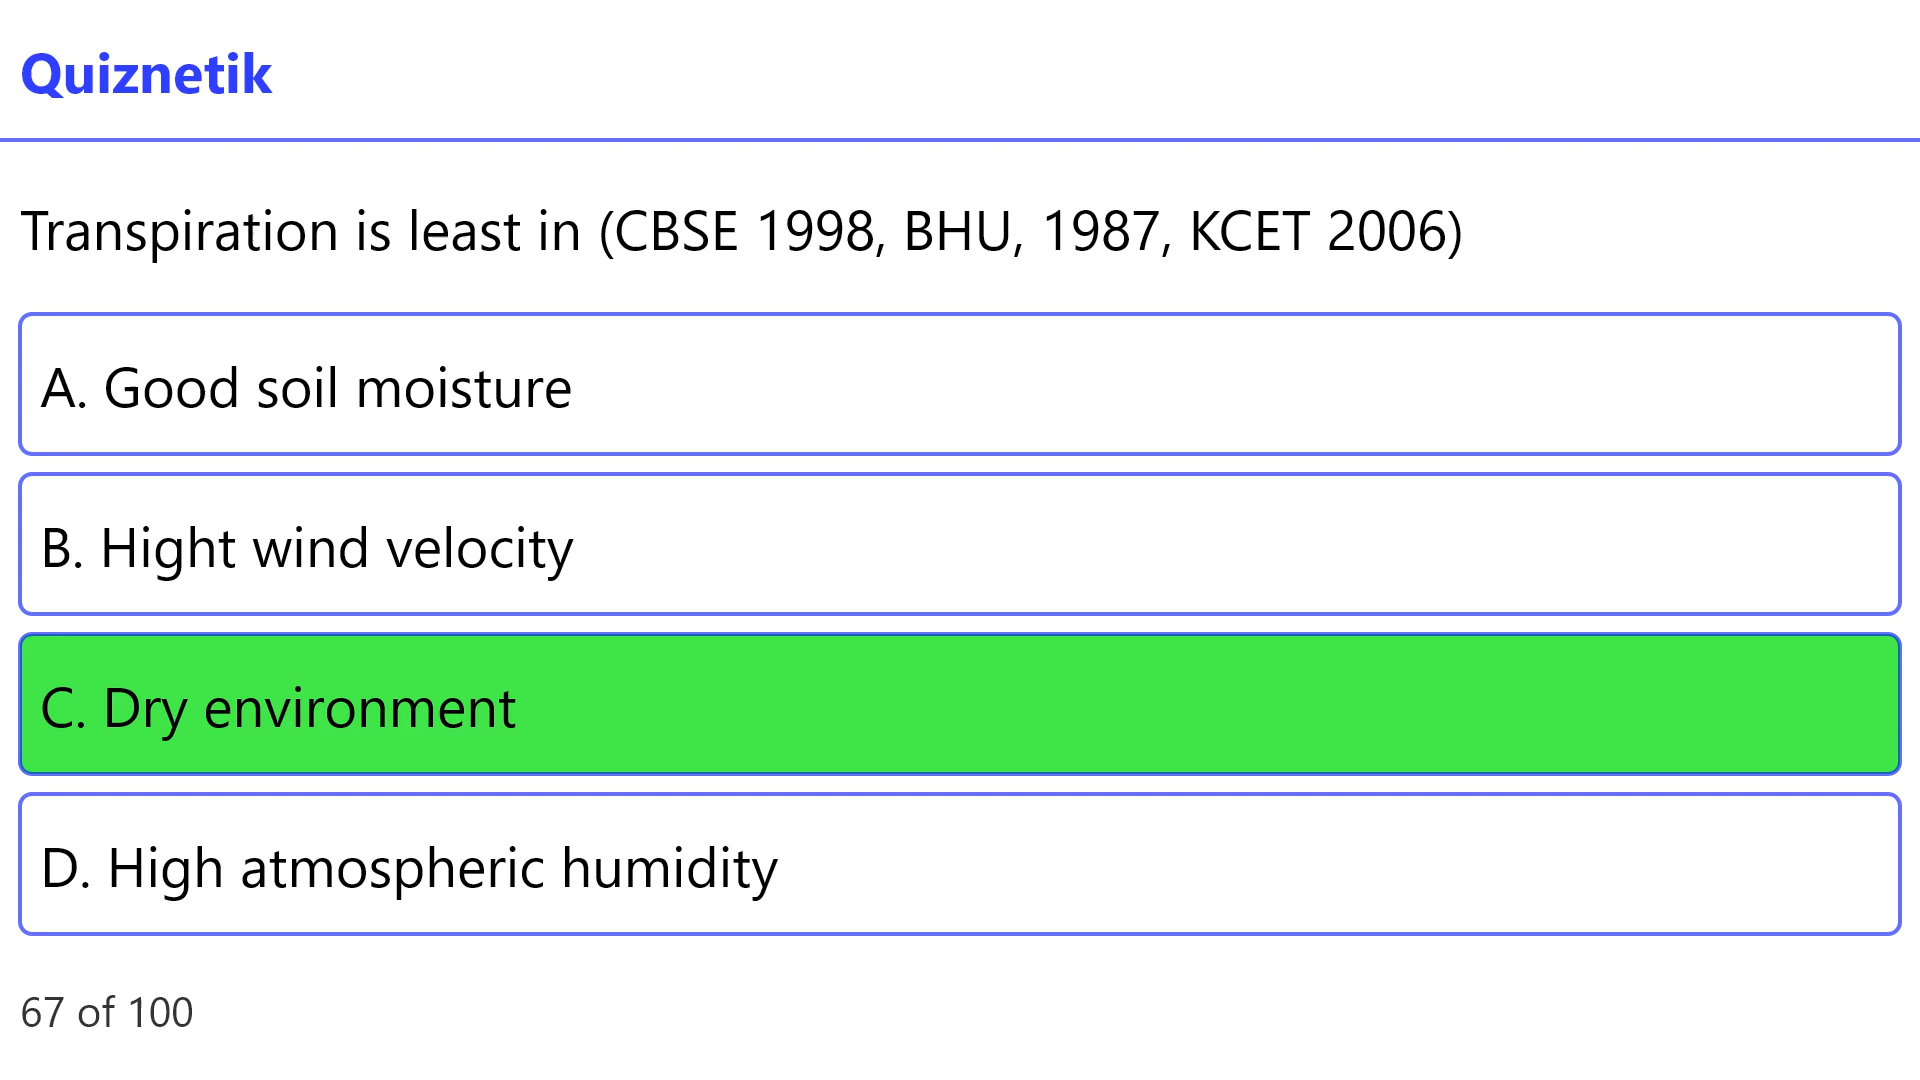 Quiznetik
Transpiration is least in (CBSE 1998, BHU, 1987, KCET 2006)
A. Good soil moisture
B. Hight wind velocity
C. Dry environment
D. High atmospheric humidity
67 of 100